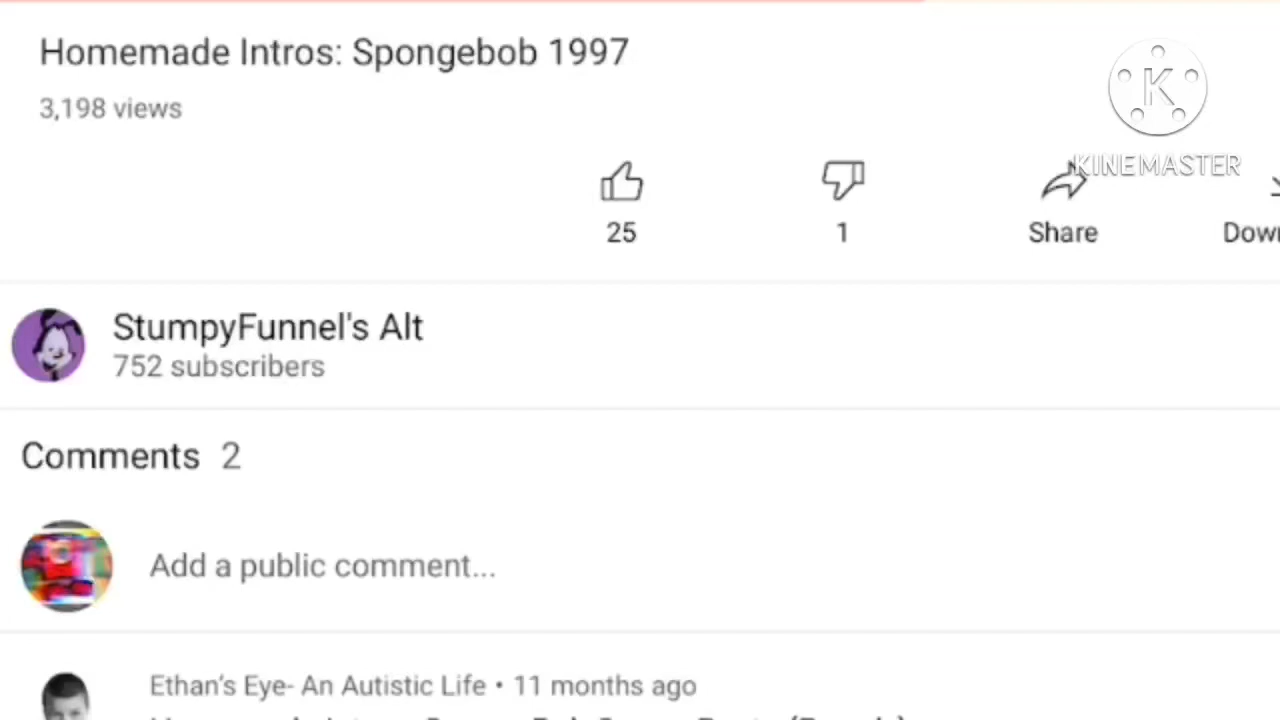 Homemade Intros: Spongebob 1997
3,198 views
K
KINEMASTER
25
1
Share
Down
StumpyFunnel's Alt
752 subscribers
Comments 2
Add a public comment...
Ethan's Eye- An Autistic Life • 11 months ago